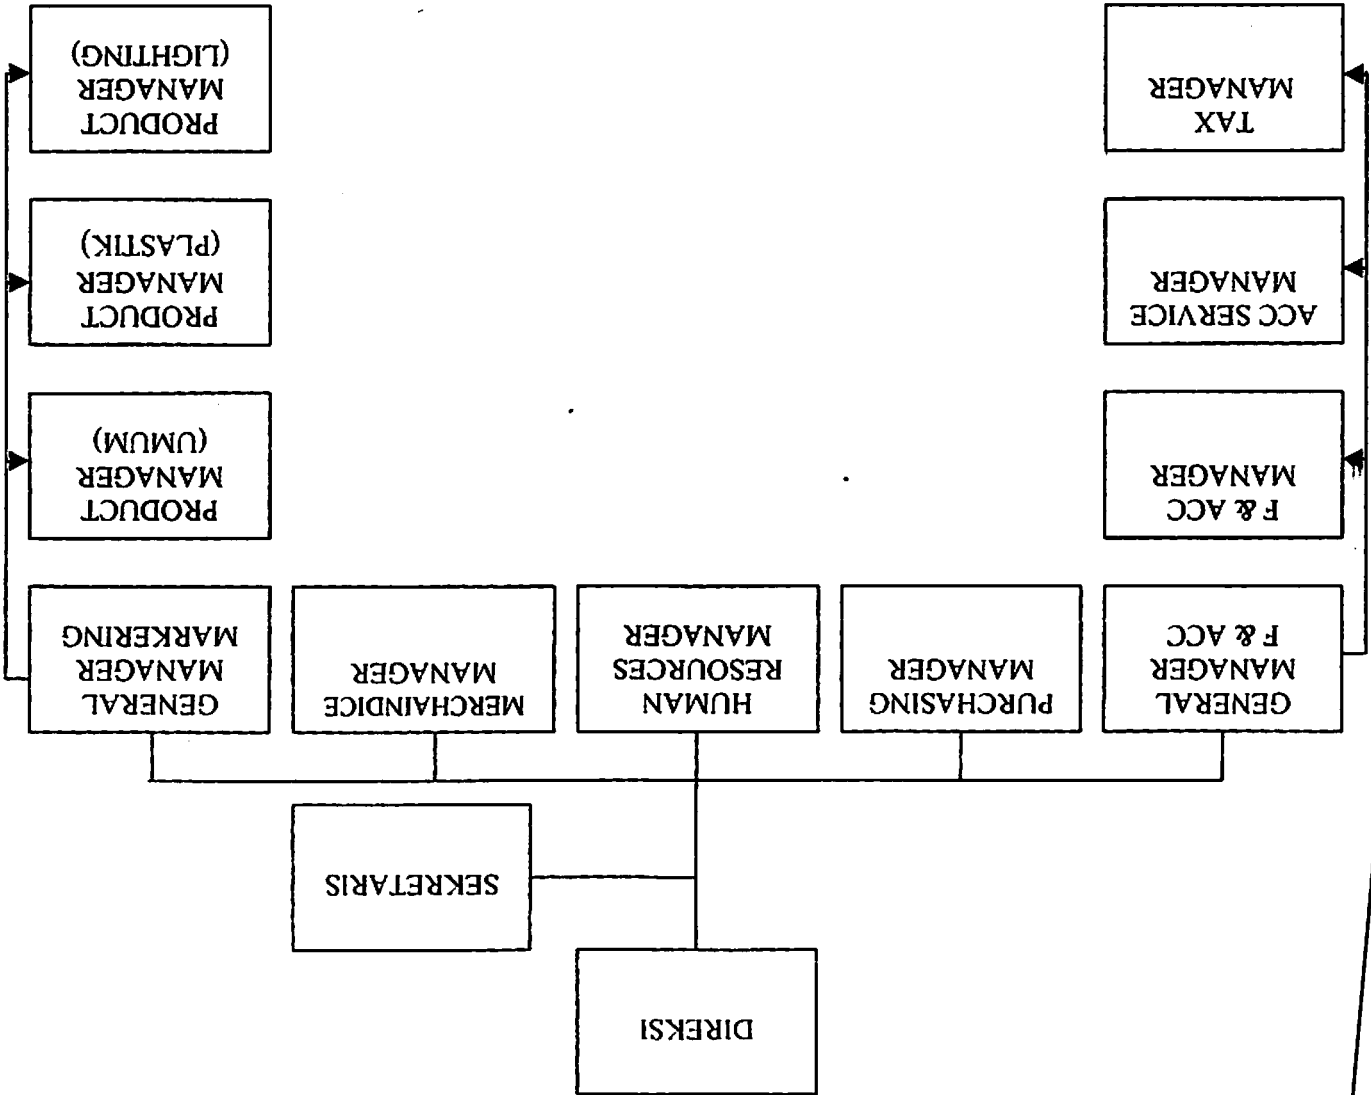 DIREKSI
SEKRETARIS
GENERAL
MANAGER
F & ACC
PURCHASING
MANAGER
HUMAN
RESOURCES
MANAGER
MERCHAINDICE
MANAGER
GENERAL
MANAGER
MARKERING
F & ACC
MANAGER
PRODUCT
MANAGER
(UMUM)
ACC SERVICE
MANAGER
PRODUCT
MANAGER
(PLASTIK)
TAX
MANAGER
PRODUCT
MANAGER
(LIGHTING)